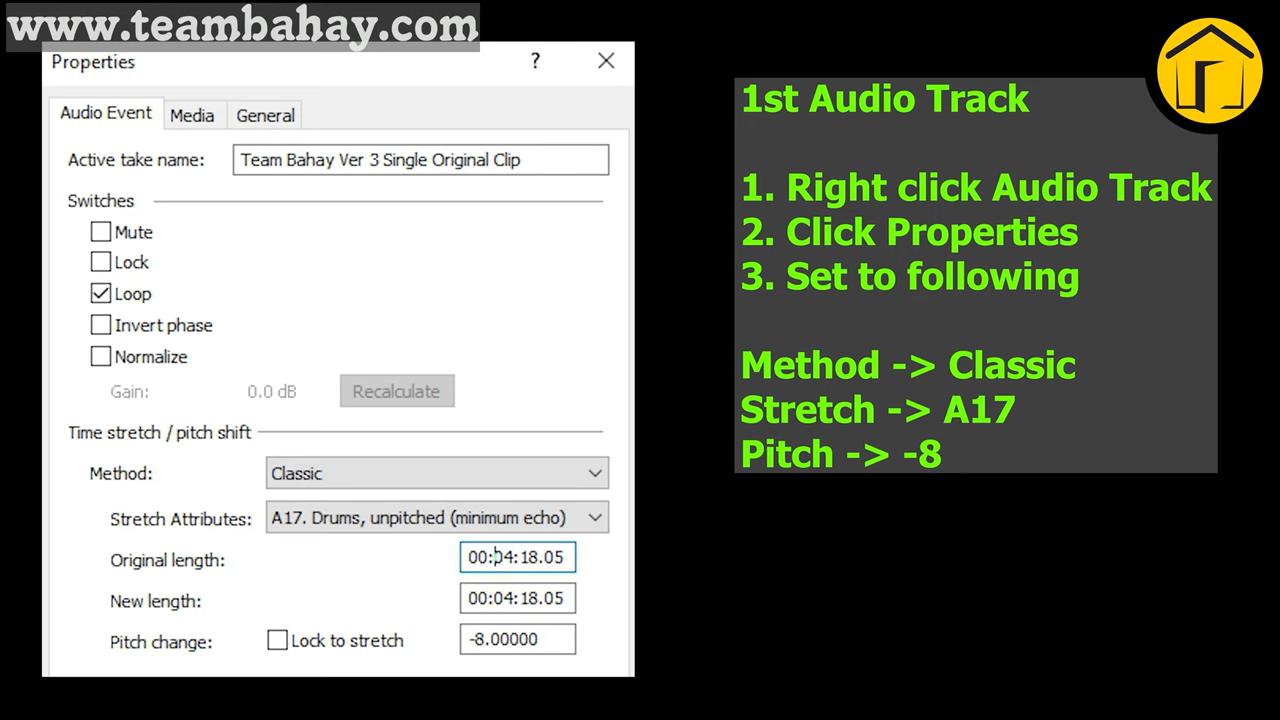 www.teambahay.com
Properties
?
Audio Event
Media
General
Active take name:
Team Bahay Ver 3 Single Original Clip
Switches
Mute
Lock
Loop
Invert phase
Normalize
Gain:
0.0 dB
Recalculate
Time stretch / pitch shift
Method:
Classic
Stretch Attributes:
A17. Drums, unpitched (minimum echo)
Original length:
00:04:18.05
New length:
00:04:18.05
Pitch change:
Lock to stretch
-8.00000
1st Audio Track
1. Right click Audio Track
2. Click Properties
3. Set to following
Method -> Classic
Stretch -> A17
Pitch -> -8